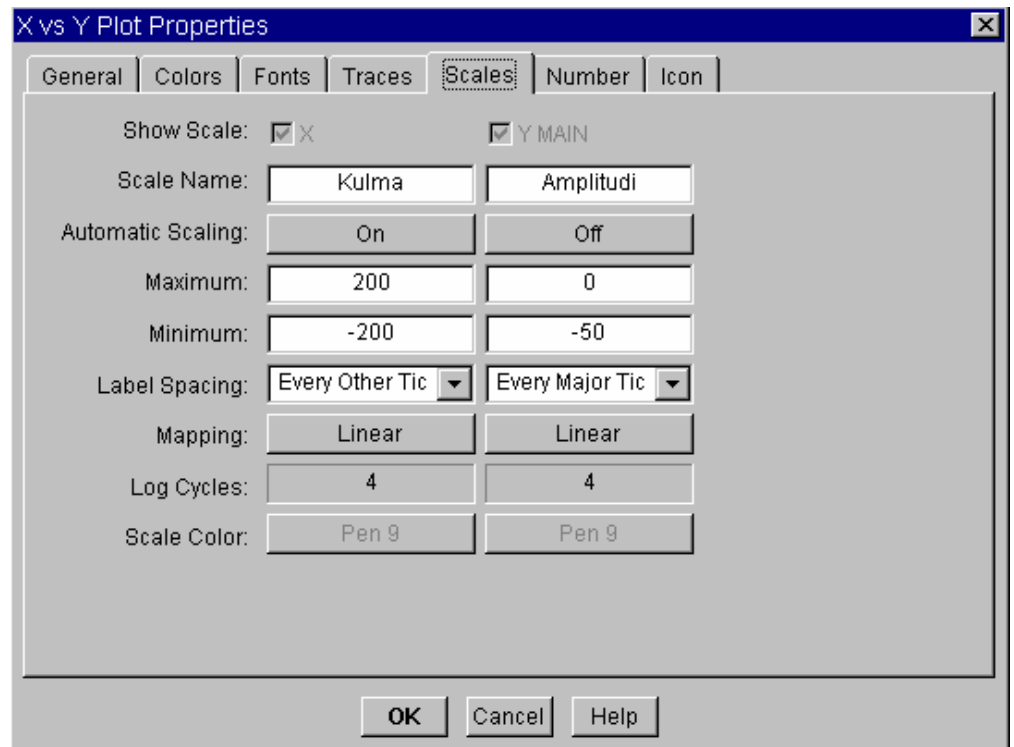 X vs Y Plot Properties
General Colors Fonts Traces Scales Number Icon
Show Scale: X Y MAIN
Scale Name: Kulma Amplitudi
Automatic Scaling: On Off
Maximum: 200 0
Minimum: -200 -50
Label Spacing: Every Other Tic Every Major Tic
Mapping: Linear Linear
Log Cycles: 4 4
Scale Color: Pen 9 Pen 9
OK Cancel Help